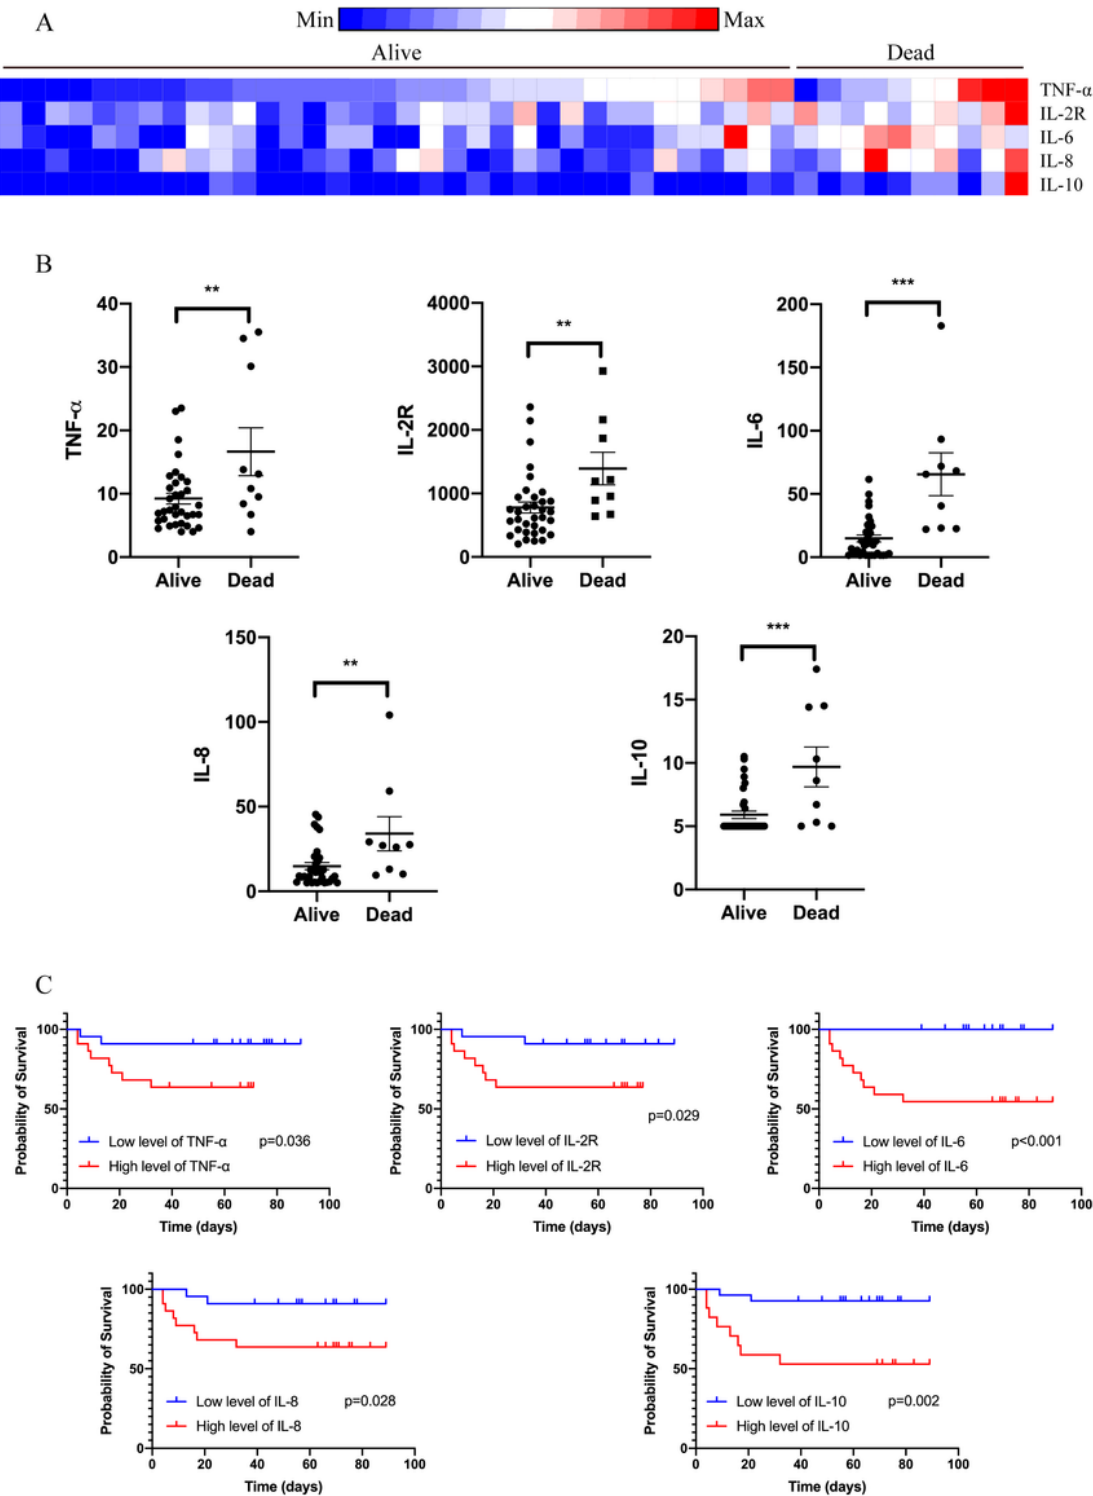 A
Min
Max
Alive
Dead
TNF-α
IL-2R
IL-6
IL-8
IL-10
B
**
40
30
20
10
0
TNF-α
Alive
Dead
**
4000
3000
2000
1000
0
IL-2R
Alive
Dead
***
200
150
100
50
0
IL-6
Alive
Dead
**
150
100
50
0
IL-8
Alive
Dead
***
20
15
10
5
0
IL-10
Alive
Dead
C
Probability of Survival
100
50
0
Low level of TNF-α
High level of TNF-α
p=0.036
0 20 40 60 80 100
Time (days)
Probability of Survival
100
50
0
Low level of IL-2R
High level of IL-2R
p=0.029
0 20 40 60 80 100
Time (days)
Probability of Survival
100
50
0
Low level of IL-6
High level of IL-6
p<0.001
0 20 40 60 80 100
Time (days)
Probability of Survival
100
50
0
Low level of IL-8
High level of IL-8
p=0.028
0 20 40 60 80 100
Time (days)
Probability of Survival
100
50
0
Low level of IL-10
High level of IL-10
p=0.002
0 20 40 60 80 100
Time (days)